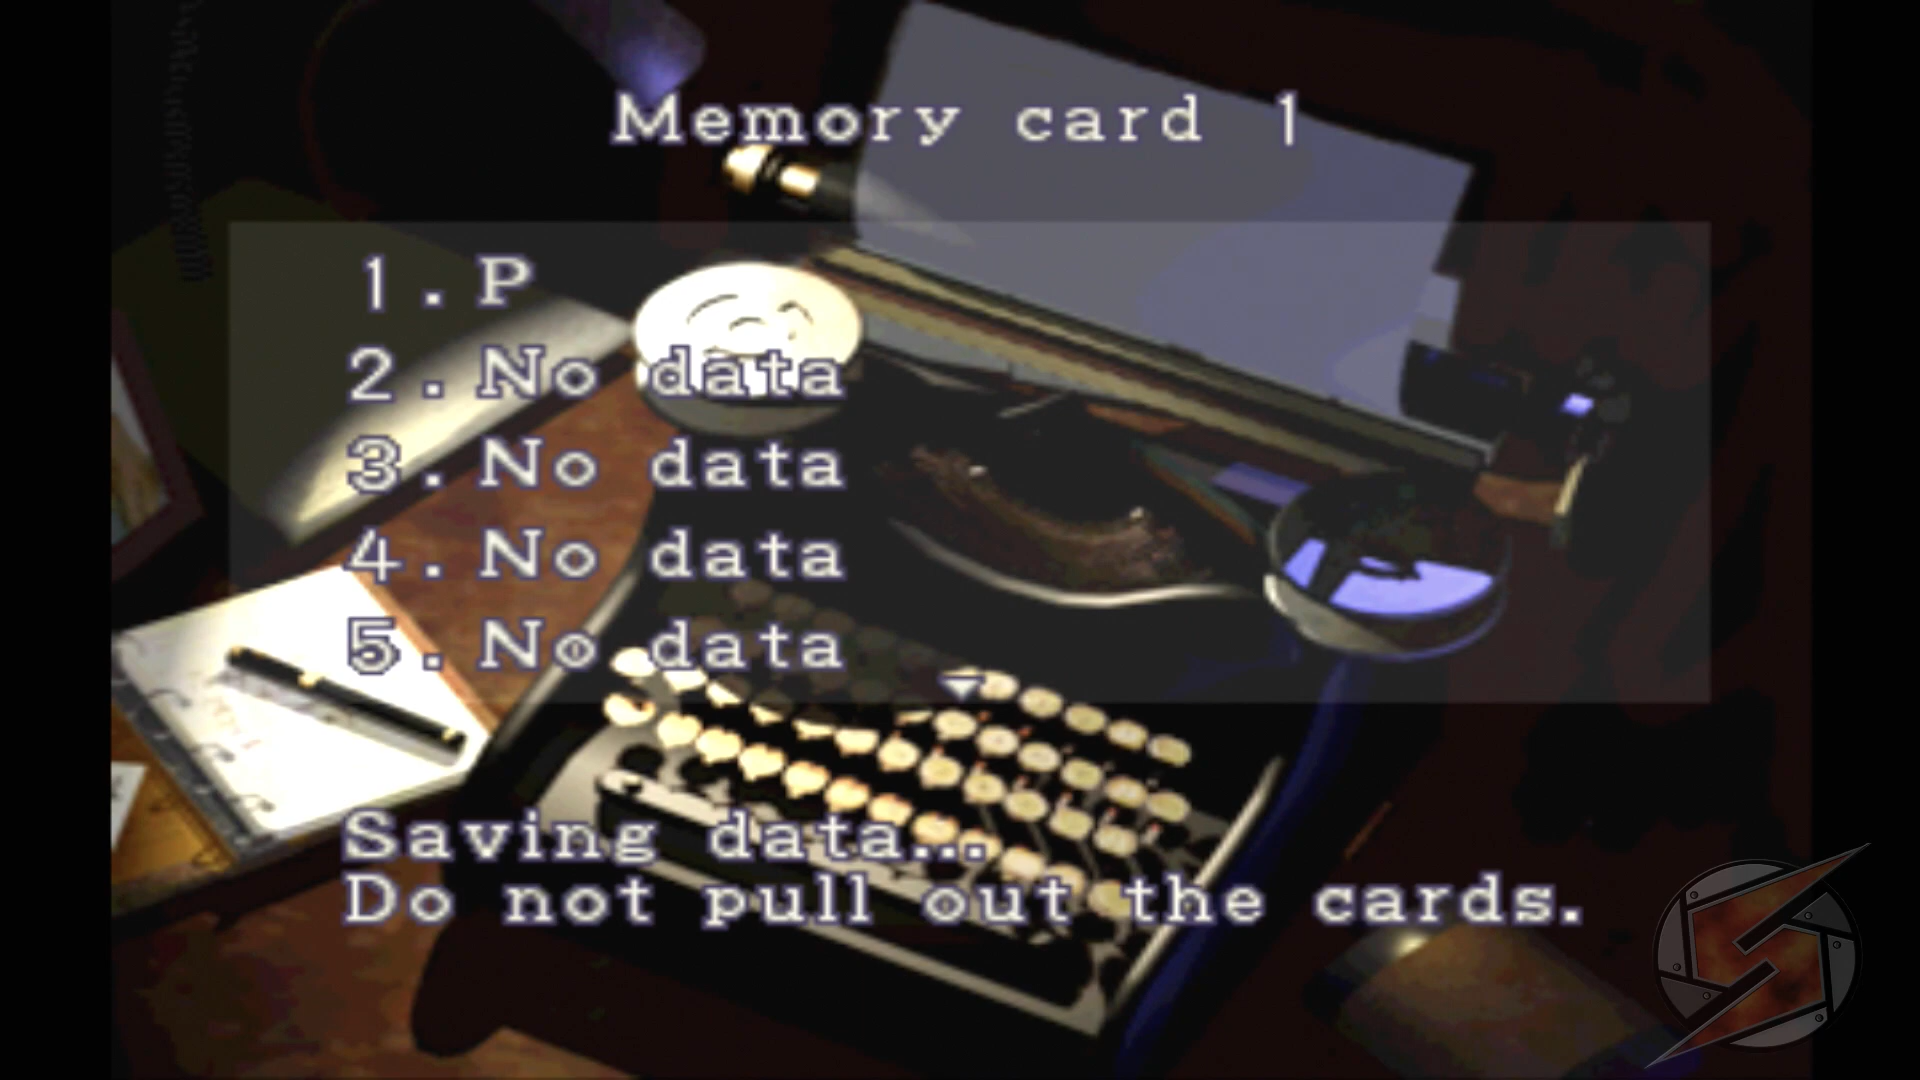 Memory card 1
1. P
2. No data
3. No data
4. No data
5. No data
Saving data...
Do not pull out the cards.